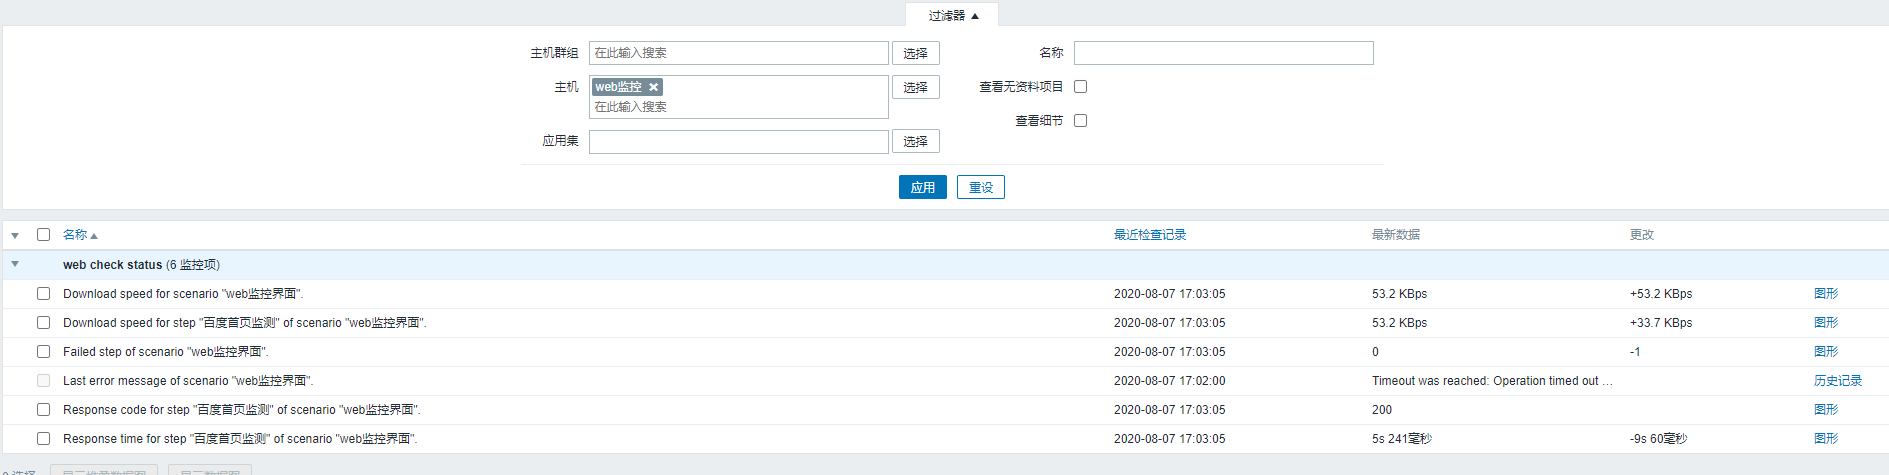 过滤器
主机群组 在此输入搜索 选择 名称
主机 web监控 在此输入搜索 选择 查看无资料项目
查看细节
应用集 选择
应用 重设
名称 最近检查记录 最新数据 更改
web check status (6 监控项)
Download speed for scenario "web监控界面". 2020-08-07 17:03:05 53.2 KBps +53.2 KBps 图形
Download speed for step "百度首页监测" of scenario "web监控界面". 2020-08-07 17:03:05 53.2 KBps +33.7 KBps 图形
Failed step of scenario "web监控界面". 2020-08-07 17:03:05 0 -1 图形
Last error message of scenario "web监控界面". 2020-08-07 17:02:00 Timeout was reached: Operation timed out ... 历史记录
Response code for step "百度首页监测" of scenario "web监控界面". 2020-08-07 17:03:05 200 图形
Response time for step "百度首页监测" of scenario "web监控界面". 2020-08-07 17:03:05 5s 241毫秒 -9s 60毫秒 图形